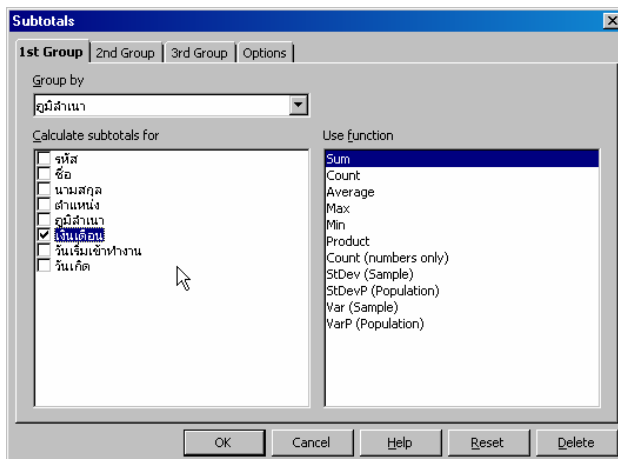 Subtotals
1st Group 2nd Group 3rd Group Options
Group by
ภูมิลำเนา
Calculate subtotals for
รหัส
ชื่อ
นามสกุล
ตำแหน่ง
ภูมิลำเนา
เงินเดือน
วันเริ่มเข้าทำงาน
วันเกิด
Use function
Sum
Count
Average
Max
Min
Product
Count (numbers only)
StDev (Sample)
StDevP (Population)
Var (Sample)
VarP (Population)
OK Cancel Help Reset Delete